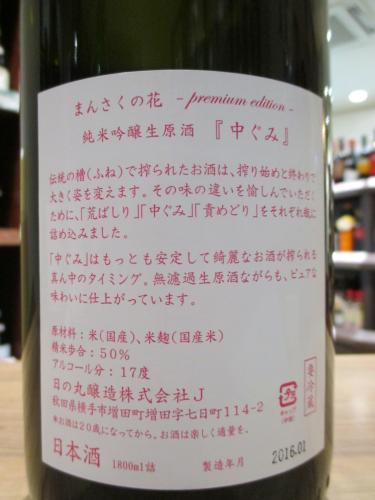 まんさくの花 - premium edition -
純米吟醸生原酒 『中ぐみ』
伝統の槽(ふね)で搾られたお酒は、搾り始めと終わりで
大きく姿を変えます。その味の違いを愉しんでいただく
ために、「荒ばしり」「中ぐみ」「責めどり」をそれぞれ瓶に
詰め込みました。
「中ぐみ」はもっとも安定して綺麗なお酒が搾られる
真ん中のタイミング。無濾過生原酒ながらも、ピュアな
味わいに仕上がっています。
原材料:米(国産)、米麹(国産米)
精米歩合:50%
アルコール分:17度
日の丸醸造株式会社J
秋田県横手市増田町増田字七日町114-2
※お酒は20歳になってから。お酒は楽しく適量を。
日本酒 1800ml詰 製造年月 2016.01
要冷蔵